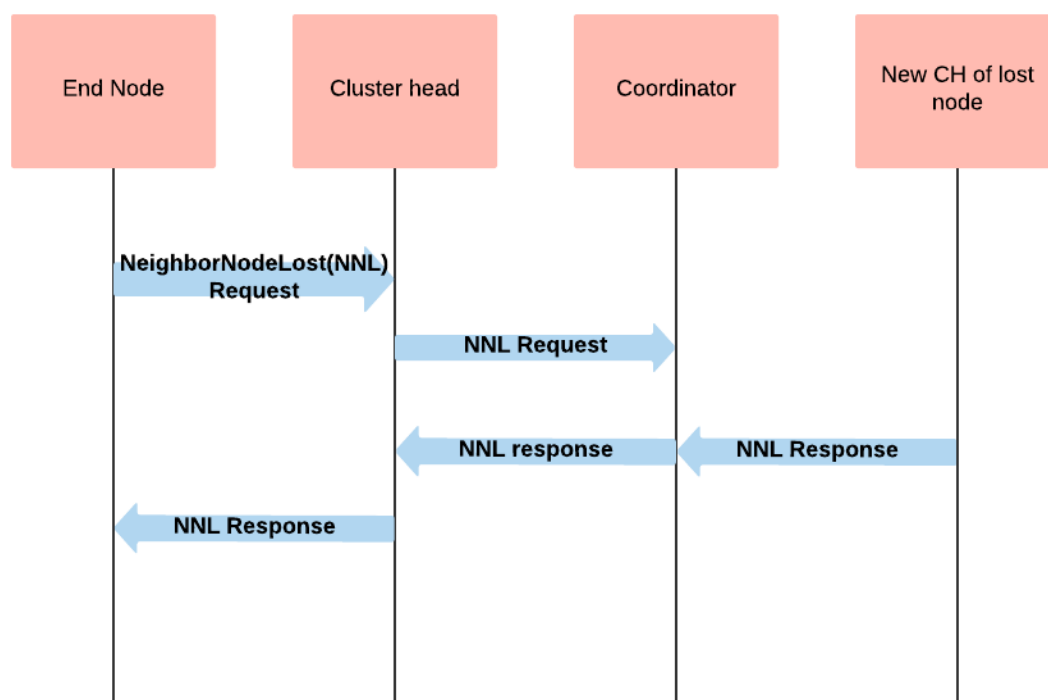 End Node
Cluster head
Coordinator
New CH of lost
node
NeighborNodeLost(NNL)
Request
NNL Request
NNL response
NNL Response
NNL Response